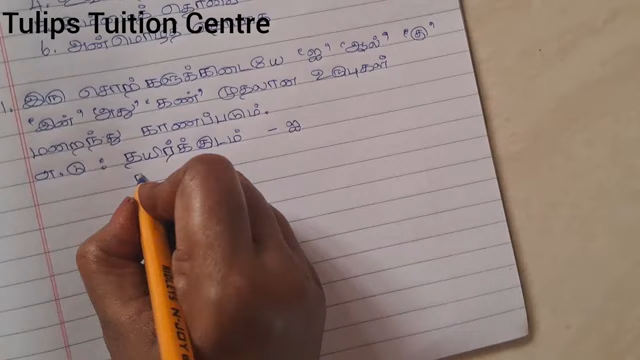 Tulips Tuition Centre
6. அன்மொழித்
1. இரு சொற்களுக்கிடையே 'ஐ' 'ஆல்' 'கு'
'இன்' 'அது' 'கண்' முதலான உருபுகள்
மறைந்து காணப்படும்.
எ.டு : தயிர்க்குடம் - ஐ